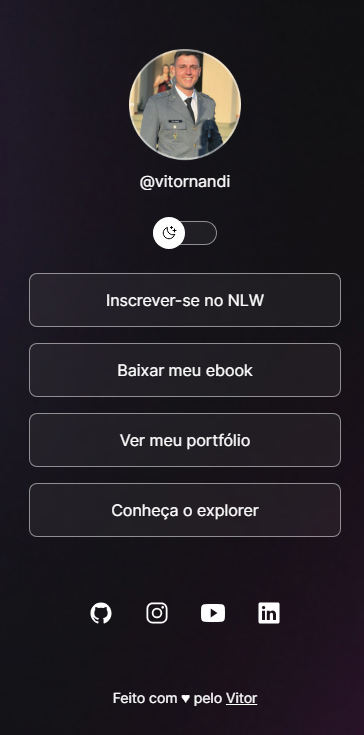 @vitornandi
Inscrever-se no NLW
Baixar meu ebook
Ver meu portfólio
Conheça o explorer
Feito com ♥ pelo Vitor